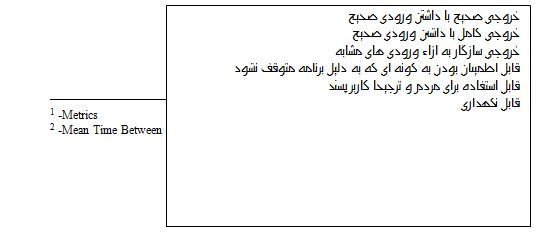 خروجی صحیح با داشتن ورودی صحیح
خروجی کامل با داشتن ورودی صحیح
خروجی سازگار به ازاء ورودی های مشابه
قابل اطمینان بودن به گونه ای که به دلیل برنامه متوقف نشود
قابل استفاده برای مردم و ترجیحا کاربر پسند
قابل نگهداری
1 -Metrics
2 -Mean Time Between